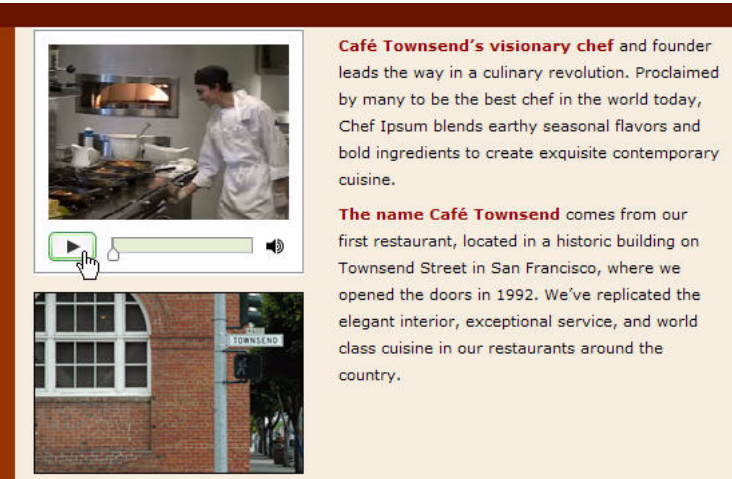 Café Townsend's visionary chef and founder
leads the way in a culinary revolution. Proclaimed
by many to be the best chef in the world today,
Chef Ipsum blends earthy seasonal flavors and
bold ingredients to create exquisite contemporary
cuisine.
The name Café Townsend comes from our
first restaurant, located in a historic building on
Townsend Street in San Francisco, where we
opened the doors in 1992. We've replicated the
elegant interior, exceptional service, and world
class cuisine in our restaurants around the
country.
TOWNSEND